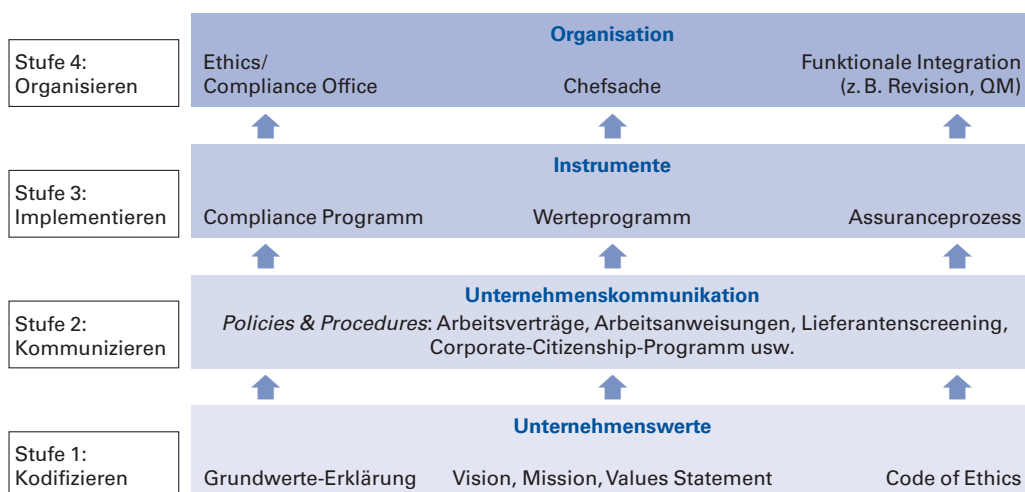 Organisation
Stufe 4:
Organisieren
Ethics/
Compliance Office
Chefsache
Funktionale Integration
(z. B. Revision, QM)
Instrumente
Stufe 3:
Implementieren
Compliance Programm
Werteprogramm
Assuranceprozess
Unternehmenskommunikation
Stufe 2:
Kommunizieren
Policies & Procedures: Arbeitsverträge, Arbeitsanweisungen, Lieferantenscreening,
Corporate-Citizenship-Programm usw.
Unternehmenswerte
Stufe 1:
Kodifizieren
Grundwerte-Erklärung
Vision, Mission, Values Statement
Code of Ethics